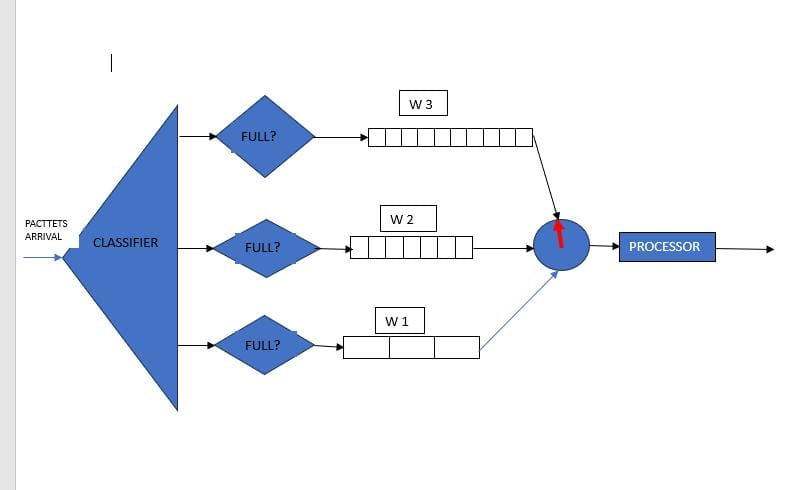 W 3
FULL?
PACTTETS
ARRIVAL
CLASSIFIER
W 2
FULL?
PROCESSOR
W 1
FULL?